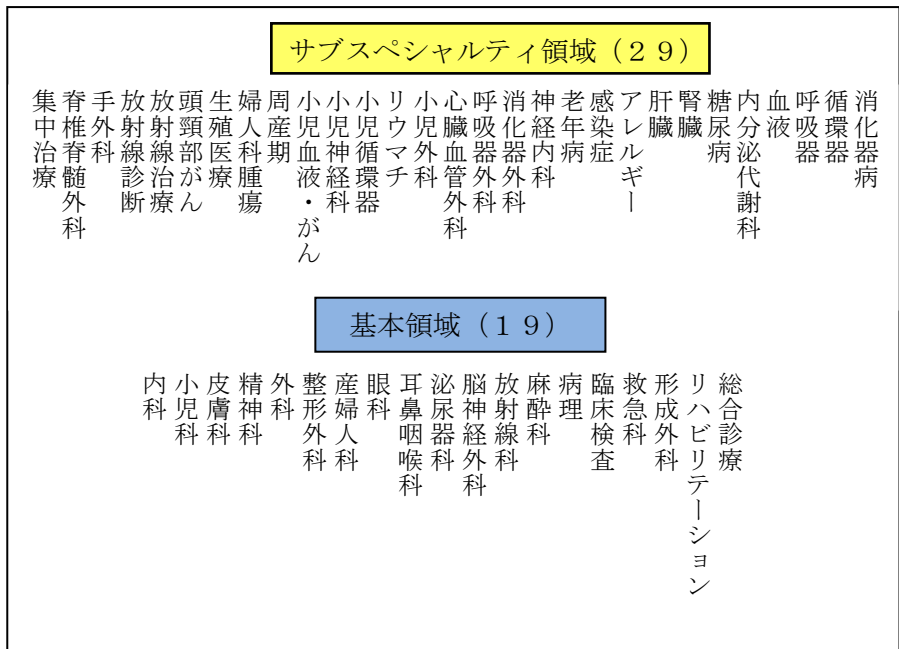 サブスペシャルティ領域(29)
消化器病
循環器
呼吸器
血液
内分泌代謝科
糖尿病
腎臓
肝臓
アレルギー
感染症
老年病
神経内科
消化器外科
呼吸器外科
心臓血管外科
小児外科
リウマチ
小児循環器
小児神経科
小児血液・がん
周産期
婦人科腫瘍
生殖医療
頭頸部がん
放射線治療
放射線診断
手外科
脊椎脊髄外科
集中治療
基本領域(19)
内科
小児科
皮膚科
精神科
外科
整形外科
産婦人科
眼科
耳鼻咽喉科
泌尿器科
脳神経外科
放射線科
麻酔科
病理
臨床検査
救急科
形成外科
リハビリテーション
総合診療